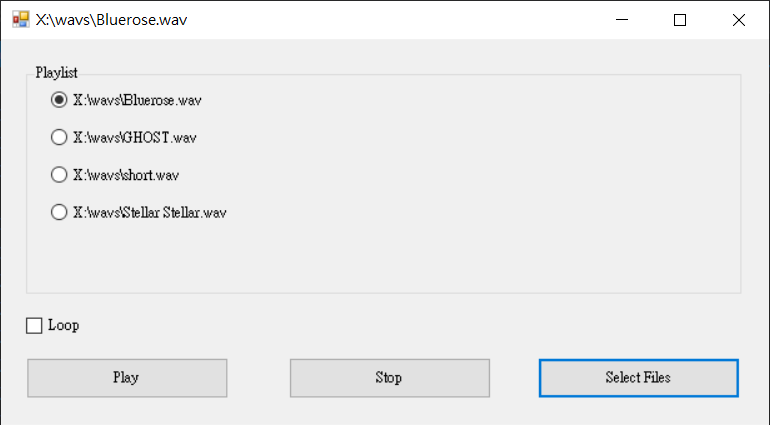 X:\wavs\Bluerose.wav
Playlist
X:\wavs\Bluerose.wav
X:\wavs\GHOST.wav
X:\wavs\short.wav
X:\wavs\Stellar Stellar.wav
Loop
Play Stop Select Files